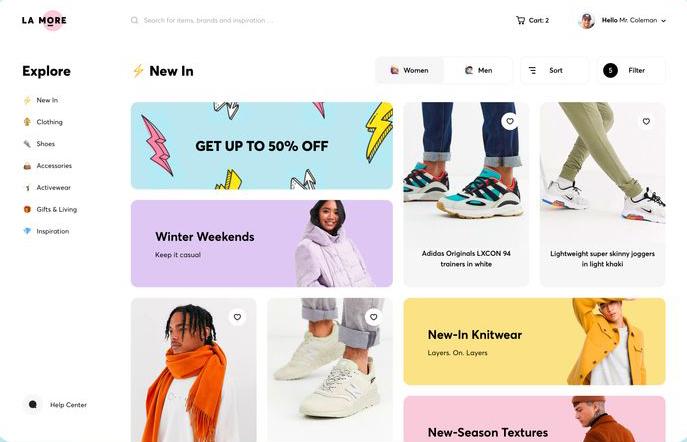 LA MORE
Search for items, brands and inspiration ...
Cart: 2
Hello Mr. Coleman
Explore
New In
Clothing
Shoes
Accessories
Activewear
Gifts & Living
Inspiration
Help Center
⚡ New In
Women
Men
Sort
5
Filter
GET UP TO 50% OFF
Winter Weekends
Keep it casual
Adidas Originals LXCON 94
trainers in white
Lightweight super skinny joggers
in light khaki
New-In Knitwear
Layers. On. Layers
New-Season Textures